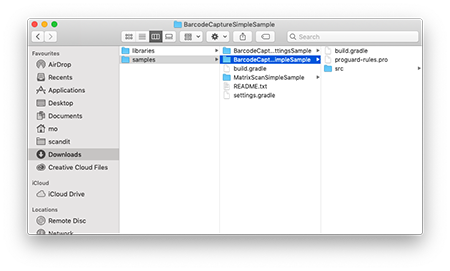 BarcodeCaptureSimpleSample
Search
Favourites
AirDrop
Recents
Applications
Desktop
Documents
mo
scandit
Downloads
Creative Cloud Files
iCloud
iCloud Drive
Locations
Remote Disc
Network
libraries
samples
BarcodeCapt...ttingsSample
BarcodeCapt...impleSample
build.gradle
MatrixScanSimpleSample
README.txt
settings.gradle
build.gradle
proguard-rules.pro
src